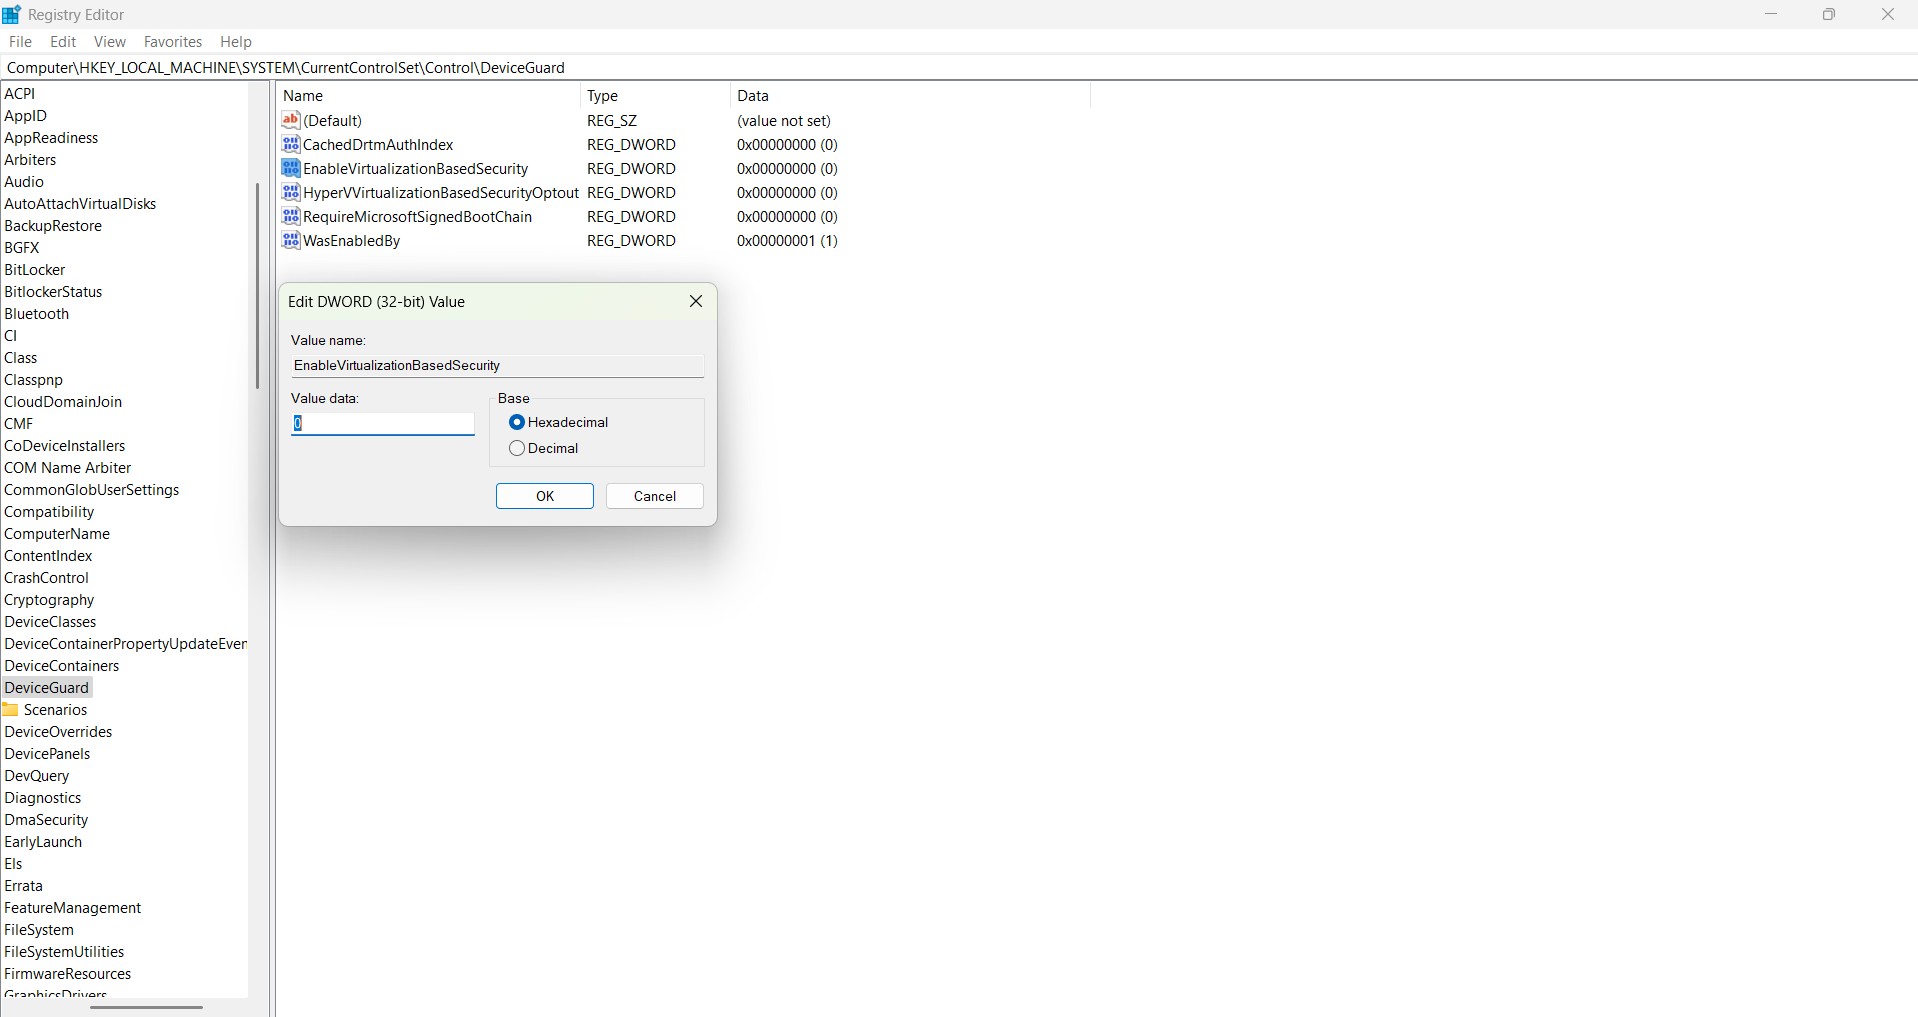 Registry Editor
File Edit View Favorites Help
Computer\HKEY_LOCAL_MACHINE\SYSTEM\CurrentControlSet\Control\DeviceGuard
ACPI
AppID
AppReadiness
Arbiters
Audio
AutoAttachVirtualDisks
BackupRestore
BGFX
BitLocker
BitlockerStatus
Bluetooth
CI
Class
Classpnp
CloudDomainJoin
CMF
CoDeviceInstallers
COM Name Arbiter
CommonGlobUserSettings
Compatibility
ComputerName
ContentIndex
CrashControl
Cryptography
DeviceClasses
DeviceContainerPropertyUpdateEven
DeviceContainers
DeviceGuard
Scenarios
DeviceOverrides
DevicePanels
DevQuery
Diagnostics
DmaSecurity
EarlyLaunch
Els
Errata
FeatureManagement
FileSystem
FileSystemUtilities
FirmwareResources
GraphicsDrivers
Name Type Data
(Default) REG_SZ (value not set)
CachedDrtmAuthIndex REG_DWORD 0x00000000 (0)
EnableVirtualizationBasedSecurity REG_DWORD 0x00000000 (0)
HyperVVirtualizationBasedSecurityOptout REG_DWORD 0x00000000 (0)
RequireMicrosoftSignedBootChain REG_DWORD 0x00000000 (0)
WasEnabledBy REG_DWORD 0x00000001 (1)
Edit DWORD (32-bit) Value
Value name:
EnableVirtualizationBasedSecurity
Value data: Base
0 Hexadecimal
Decimal
OK Cancel